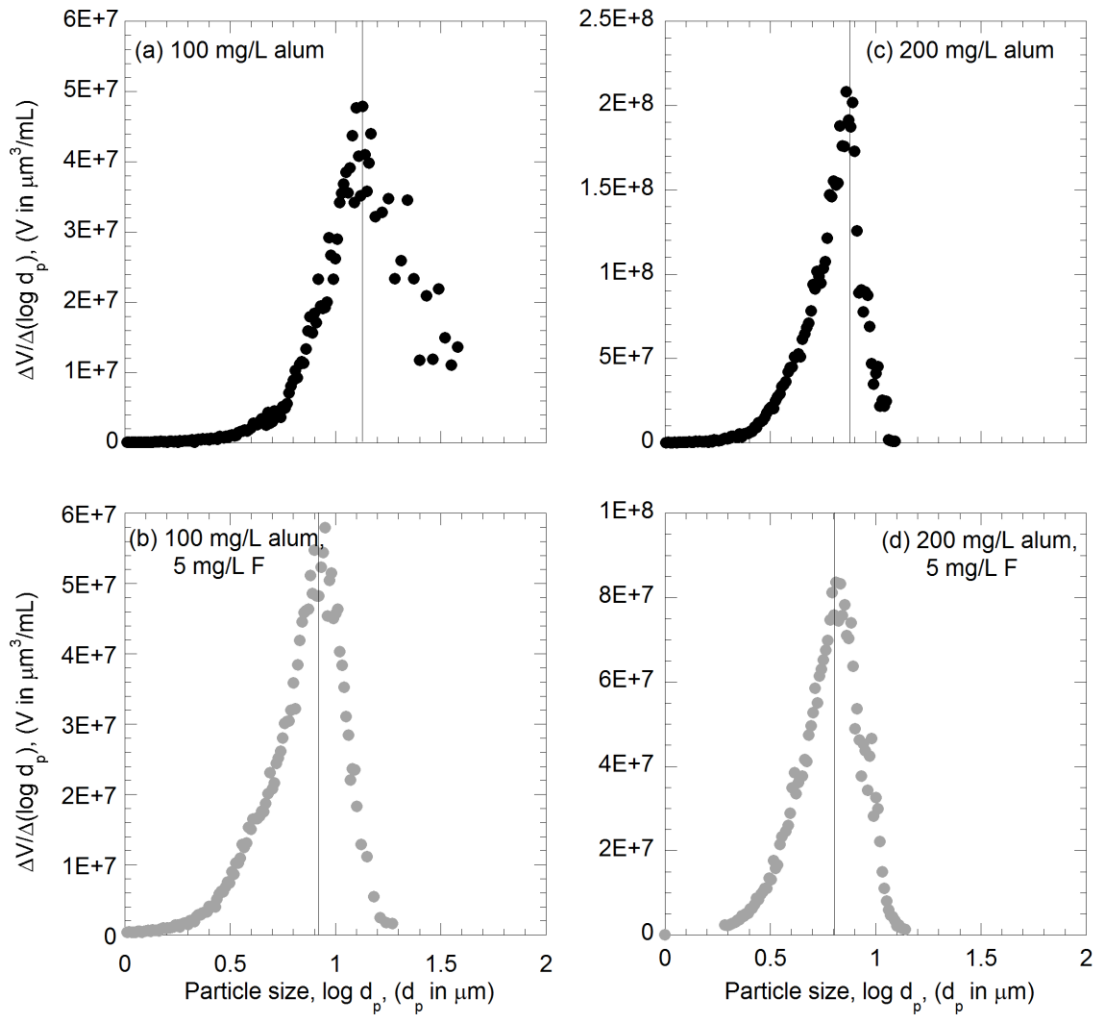 (a) 100 mg/L alum
ΔV/Δ(log dp), (V in μm³/mL)
6E+7
5E+7
4E+7
3E+7
2E+7
1E+7
0
(c) 200 mg/L alum
2.5E+8
2E+8
1.5E+8
1E+8
5E+7
0
(b) 100 mg/L alum,
5 mg/L F
ΔV/Δ(log dp), (V in μm³/mL)
6E+7
5E+7
4E+7
3E+7
2E+7
1E+7
0
0 0.5 1 1.5 2
Particle size, log dp, (dp in μm)
(d) 200 mg/L alum,
5 mg/L F
1E+8
8E+7
6E+7
4E+7
2E+7
0
0 0.5 1 1.5 2
Particle size, log dp, (dp in μm)